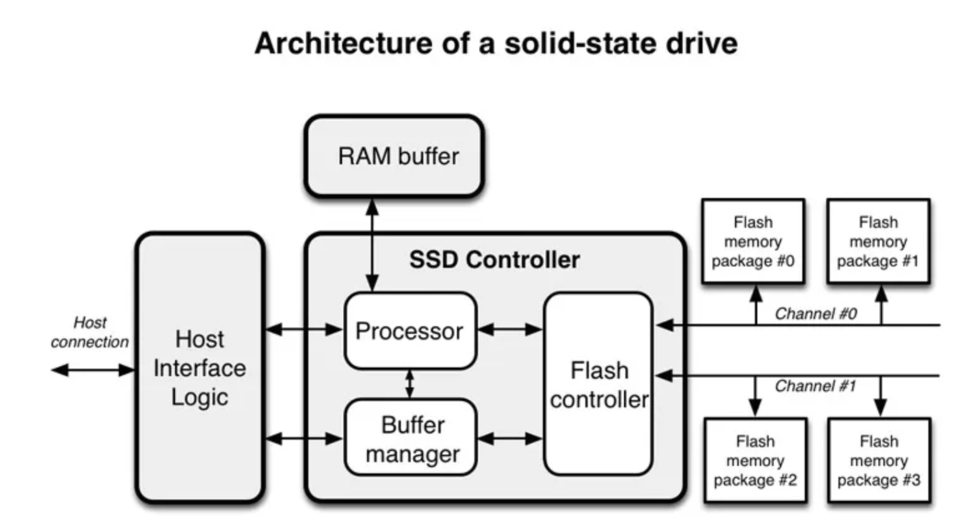 Architecture of a solid-state drive
RAM buffer
SSD Controller
Host
connection
Host
Interface
Logic
Processor
Buffer
manager
Flash
controller
Flash
memory
package #0
Flash
memory
package #1
Channel #0
Channel #1
Flash
memory
package #2
Flash
memory
package #3